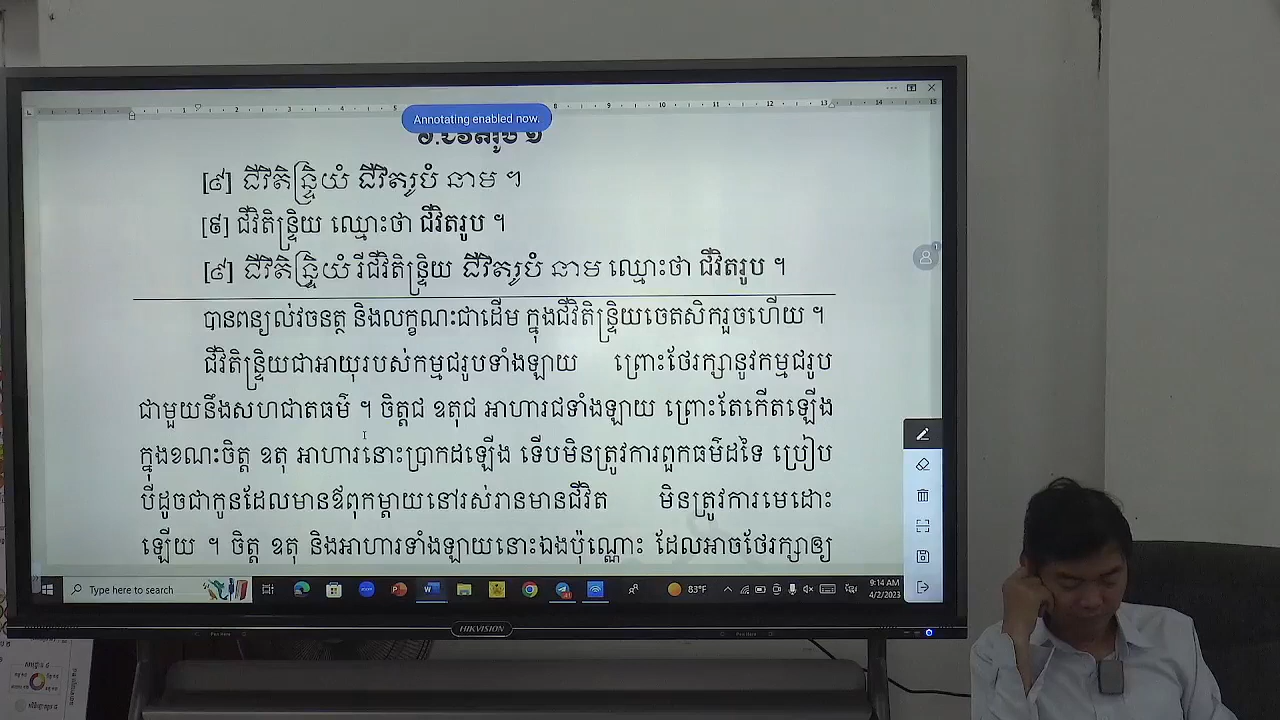 Annotating enabled now.
៦.ជីវិតរូប ១
[៩] ជីវិតិន្ទ្រិយំ ជីវិតរូបំ នាម ។
[៩] ជីវិតិន្ទ្រិយ ឈ្មោះថា ជីវិតរូប ។
[៩] ជីវិតិន្ទ្រិយំ រីជីវិតិន្ទ្រិយ ជីវិតរូបំ នាម ឈ្មោះថា ជីវិតរូប ។
បានពន្យល់វចនត្ថ និងលក្ខណះជាដើម ក្នុងជីវិតិន្ទ្រិយចេតសិករួចហើយ ។
ជីវិតិន្ទ្រិយជាអាយុរបស់កម្មជរូបទាំងឡាយ ព្រោះថែរក្សានូវកម្មជរូប
ជាមួយនឹងសហជាតធម៌ ។ ចិត្តជ ឧតុជ អាហារជទាំងឡាយ ព្រោះតែកើតឡើង
ក្នុងខណះចិត្ត ឧតុ អាហារនោះប្រាកដឡើង ទើបមិនត្រូវការពួកធម៌ដទៃ ប្រៀប
បីដូចជាកូនដែលមានឪពុកម្ដាយនៅរស់រានមានជីវិត មិនត្រូវការមេដោះ
ឡើយ ។ ចិត្ត ឧតុ និងអាហារទាំងឡាយនោះឯងប៉ុណ្ណោះ ដែលអាចថែរក្សាឲ្យ
Type here to search
83°F
9:14 AM
4/2/2023
HIKVISION